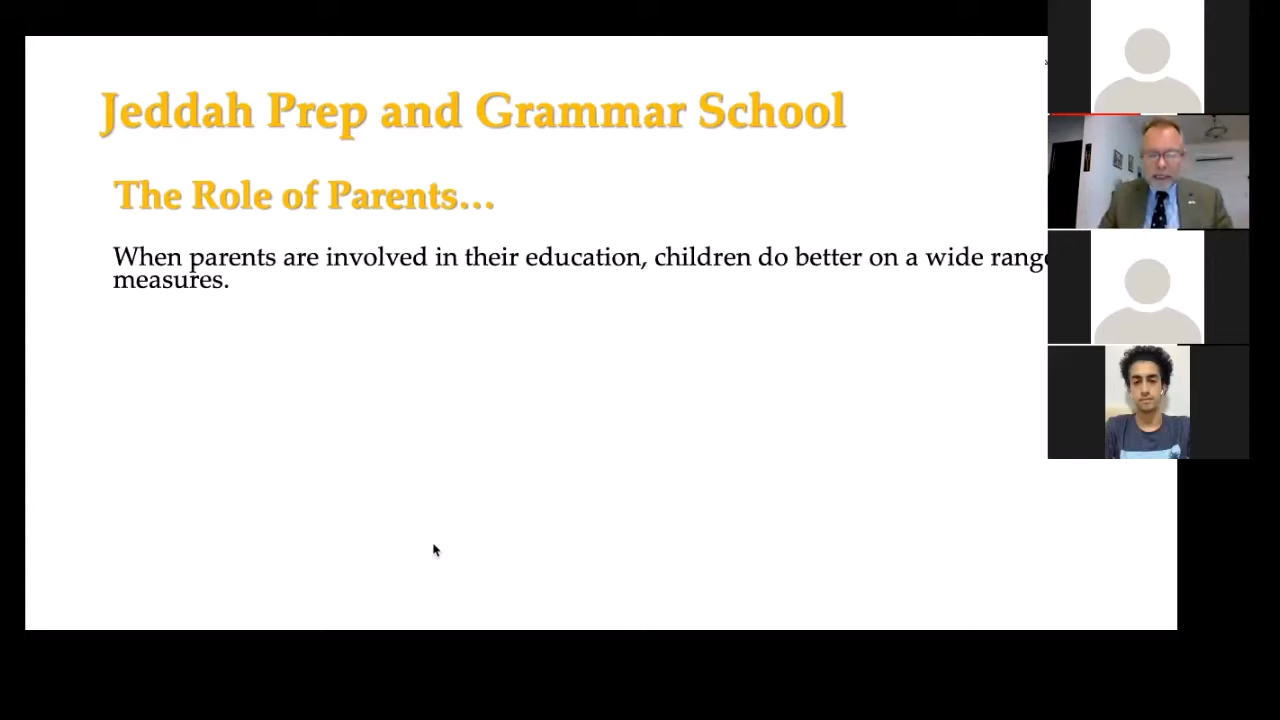 Jeddah Prep and Grammar School
The Role of Parents…
When parents are involved in their education, children do better on a wide range
measures.